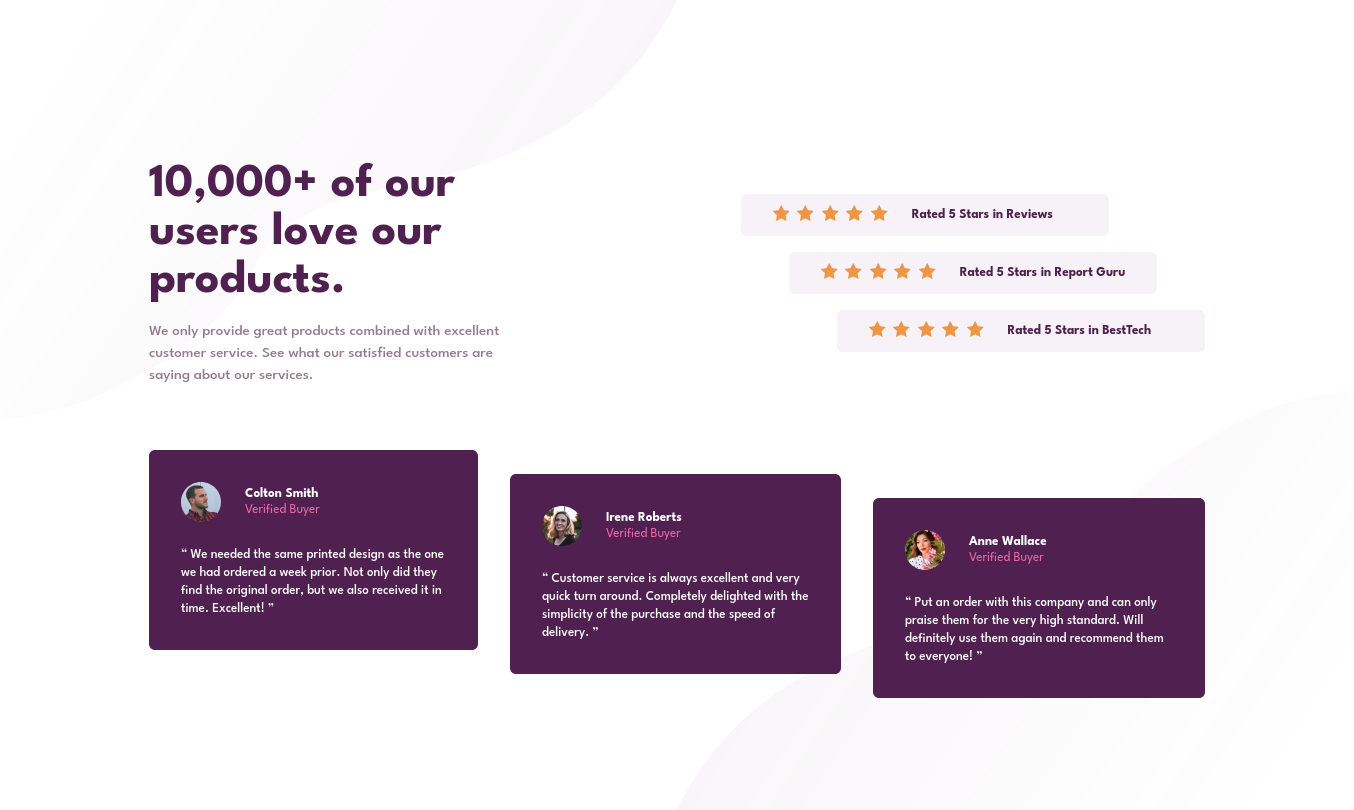 10,000+ of our
users love our
products.
We only provide great products combined with excellent
customer service. See what our satisfied customers are
saying about our services.
Rated 5 Stars in Reviews
Rated 5 Stars in Report Guru
Rated 5 Stars in BestTech
Colton Smith
Verified Buyer
“ We needed the same printed design as the one
we had ordered a week prior. Not only did they
find the original order, but we also received it in
time. Excellent! ”
Irene Roberts
Verified Buyer
“ Customer service is always excellent and very
quick turn around. Completely delighted with the
simplicity of the purchase and the speed of
delivery. ”
Anne Wallace
Verified Buyer
“ Put an order with this company and can only
praise them for the very high standard. Will
definitely use them again and recommend them
to everyone! ”